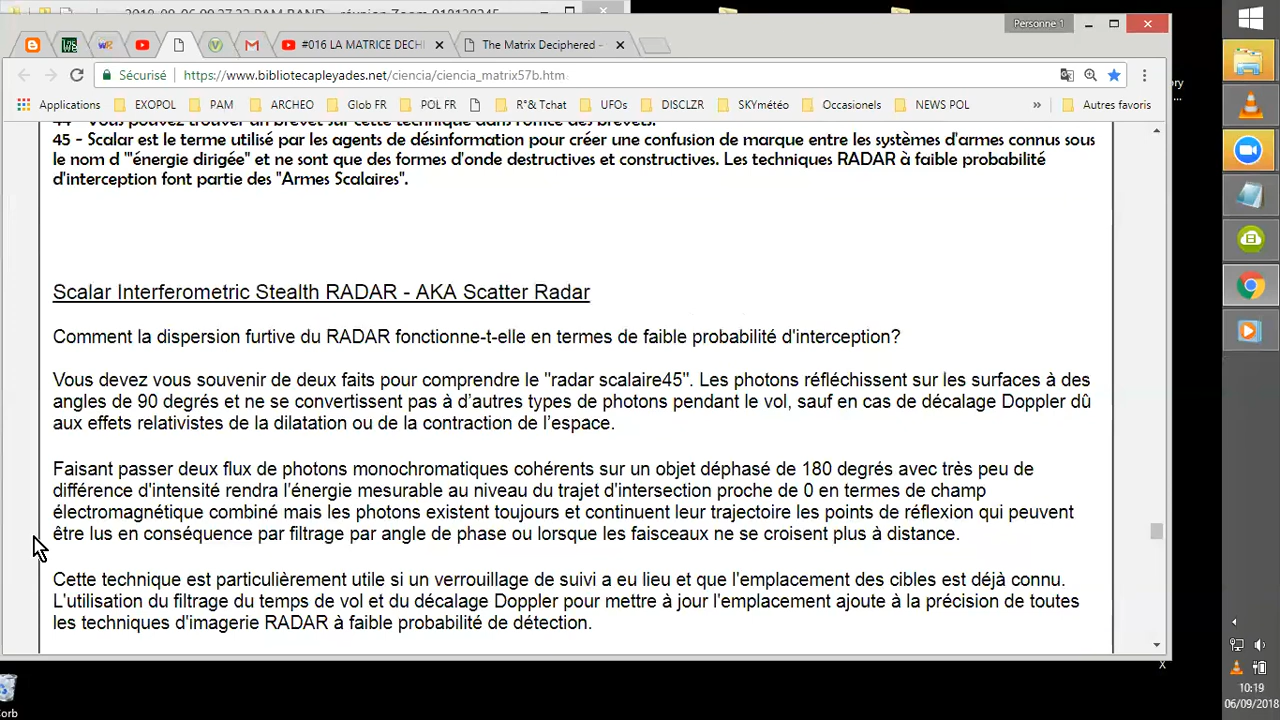 Personne 1
#016 LA MATRICE DECHI
The Matrix Deciphered -
Sécurisé
https://www.bibliotecapleyades.net/ciencia/ciencia_matrix57b.htm
Applications
EXOPOL
PAM
ARCHEO
Glob FR
POL FR
R°& Tchat
UFOs
DISCLZR
SKYmétéo
Occasionels
NEWS POL
»
Autres favoris
45 - Scalar est le terme utilisé par les agents de désinformation pour créer une confusion de marque entre les systèmes d'armes connus sous
le nom d '"énergie dirigée" et ne sont que des formes d'onde destructives et constructives. Les techniques RADAR à faible probabilité
d'interception font partie des "Armes Scalaires".
Scalar Interferometric Stealth RADAR - AKA Scatter Radar
Comment la dispersion furtive du RADAR fonctionne-t-elle en termes de faible probabilité d'interception?
Vous devez vous souvenir de deux faits pour comprendre le "radar scalaire45". Les photons réfléchissent sur les surfaces à des
angles de 90 degrés et ne se convertissent pas à d'autres types de photons pendant le vol, sauf en cas de décalage Doppler dû
aux effets relativistes de la dilatation ou de la contraction de l'espace.
Faisant passer deux flux de photons monochromatiques cohérents sur un objet déphasé de 180 degrés avec très peu de
différence d'intensité rendra l'énergie mesurable au niveau du trajet d'intersection proche de 0 en termes de champ
électromagnétique combiné mais les photons existent toujours et continuent leur trajectoire les points de réflexion qui peuvent
être lus en conséquence par filtrage par angle de phase ou lorsque les faisceaux ne se croisent plus à distance.
Cette technique est particulièrement utile si un verrouillage de suivi a eu lieu et que l'emplacement des cibles est déjà connu.
L'utilisation du filtrage du temps de vol et du décalage Doppler pour mettre à jour l'emplacement ajoute à la précision de toutes
les techniques d'imagerie RADAR à faible probabilité de détection.
10:19
06/09/2018